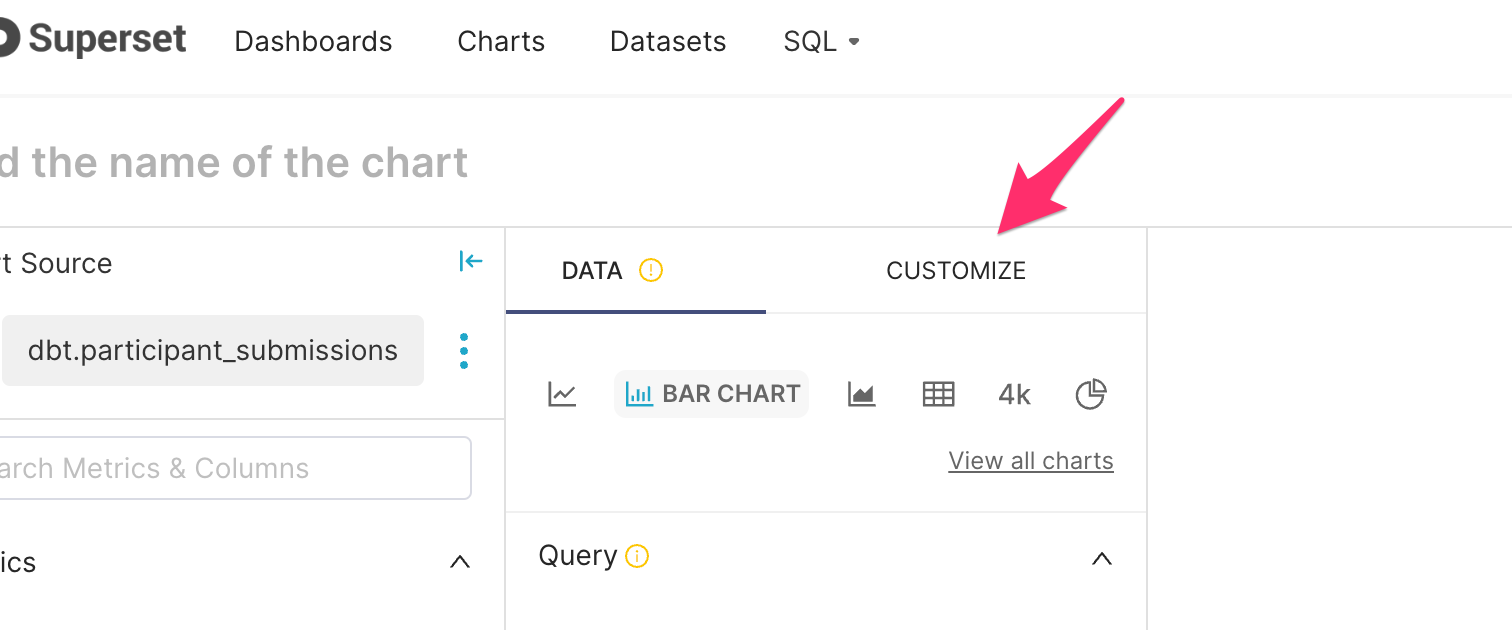 Superset Dashboards Charts Datasets SQL
d the name of the chart
t Source
DATA CUSTOMIZE
dbt.participant_submissions
BAR CHART 4k
View all charts
arch Metrics & Columns
Query
ics